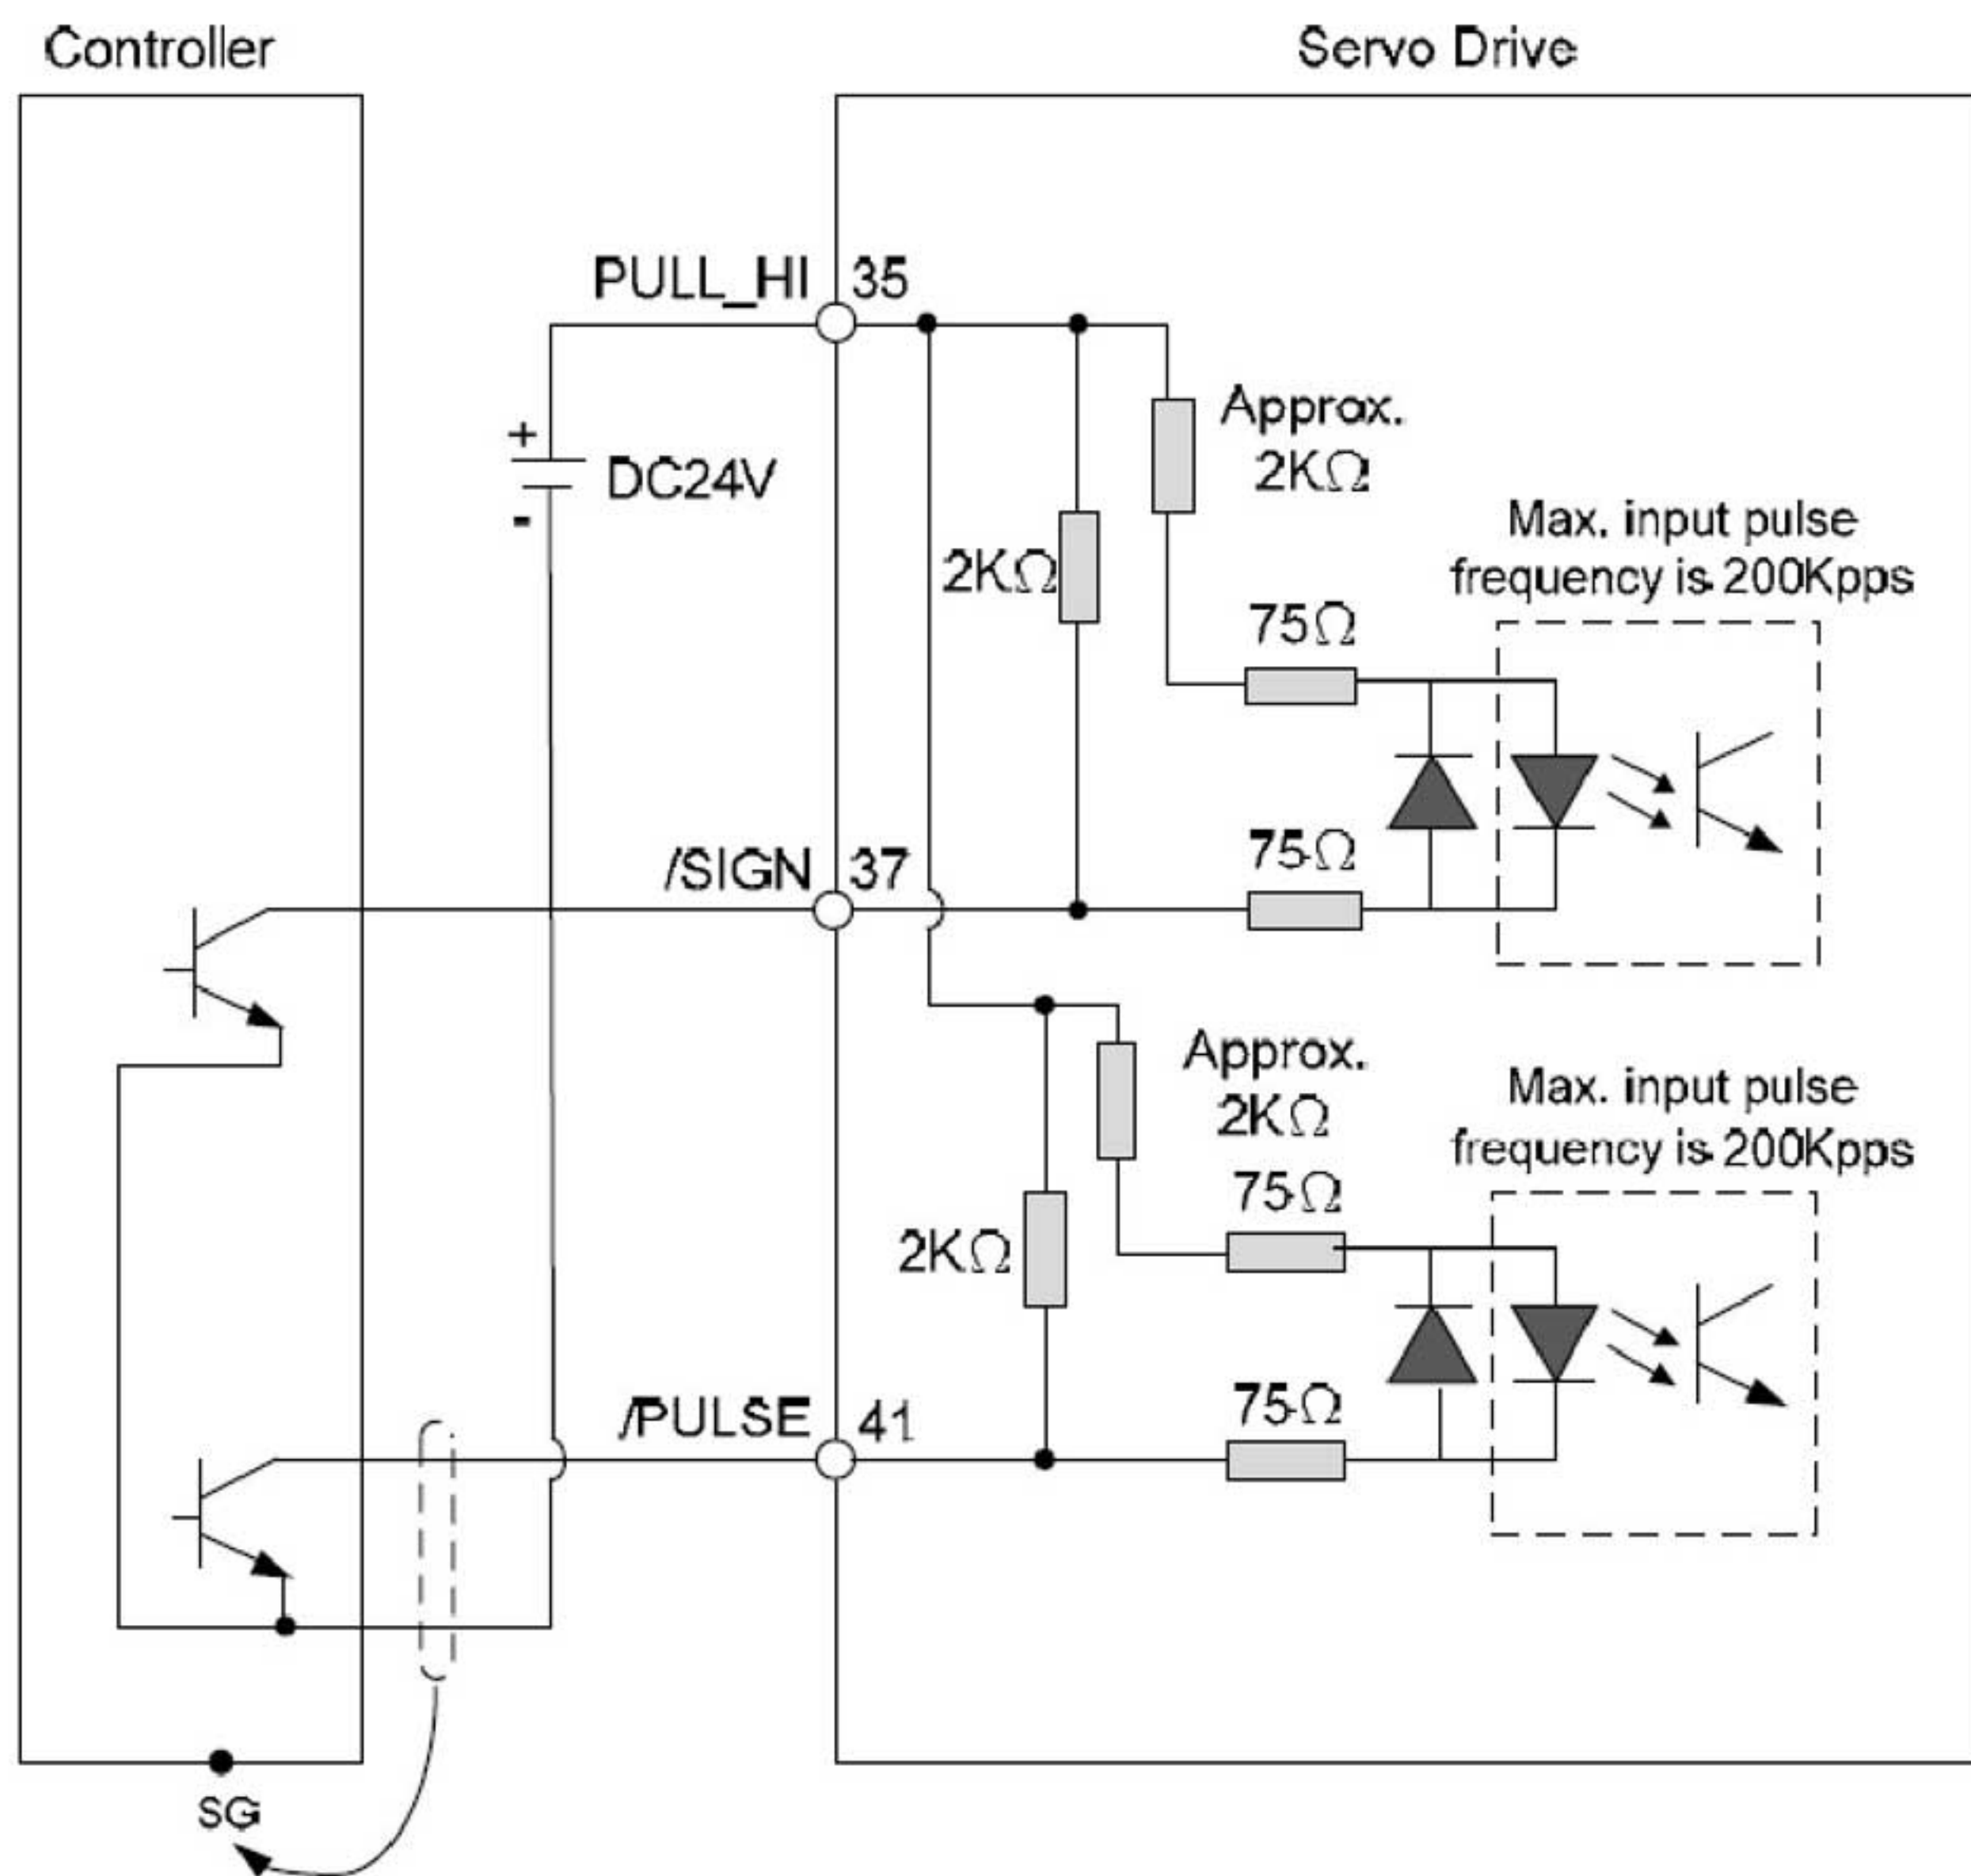 Controller
Servo Drive
PULL_HI
35
+
DC24V
-
Approx.
2KΩ
2KΩ
Max. input pulse
frequency is 200Kpps
75Ω
75Ω
/SIGN
37
Approx.
2KΩ
Max. input pulse
frequency is 200Kpps
75Ω
2KΩ
75Ω
/PULSE
41
SG